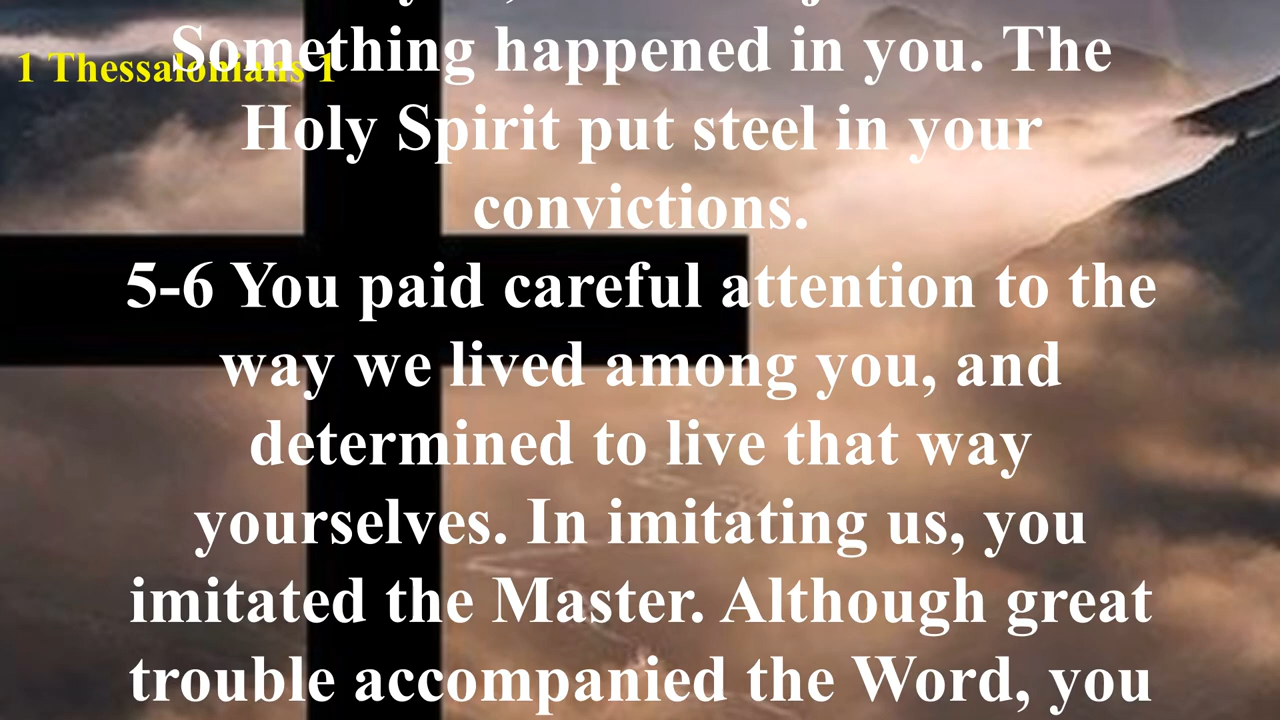 1 Thessalonians 1
Something happened in you. The
Holy Spirit put steel in your
convictions.
5-6 You paid careful attention to the
way we lived among you, and
determined to live that way
yourselves. In imitating us, you
imitated the Master. Although great
trouble accompanied the Word, you